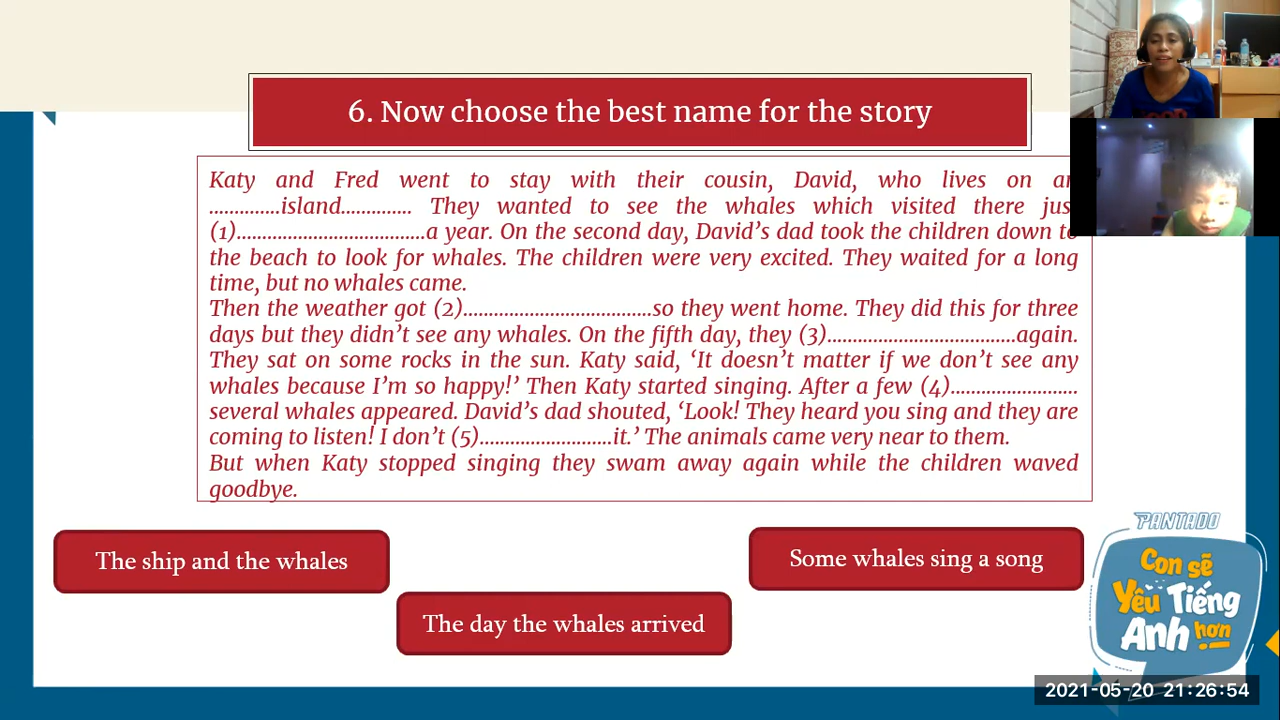 6. Now choose the best name for the story
Katy and Fred went to stay with their cousin, David, who lives on an
..............island.............. They wanted to see the whales which visited there just
(1).....................................a year. On the second day, David's dad took the children down to
the beach to look for whales. The children were very excited. They waited for a long
time, but no whales came.
Then the weather got (2).....................................so they went home. They did this for three
days but they didn't see any whales. On the fifth day, they (3).....................................again.
They sat on some rocks in the sun. Katy said, ‘It doesn't matter if we don't see any
whales because I'm so happy!’ Then Katy started singing. After a few (4).........................
several whales appeared. David's dad shouted, ‘Look! They heard you sing and they are
coming to listen! I don't (5)..........................it.’ The animals came very near to them.
But when Katy stopped singing they swam away again while the children waved
goodbye.
The ship and the whales
Some whales sing a song
The day the whales arrived
PANTADO
Con sẽ
Yêu Tiếng
Anh hơn
2021-05-20 21:26:54